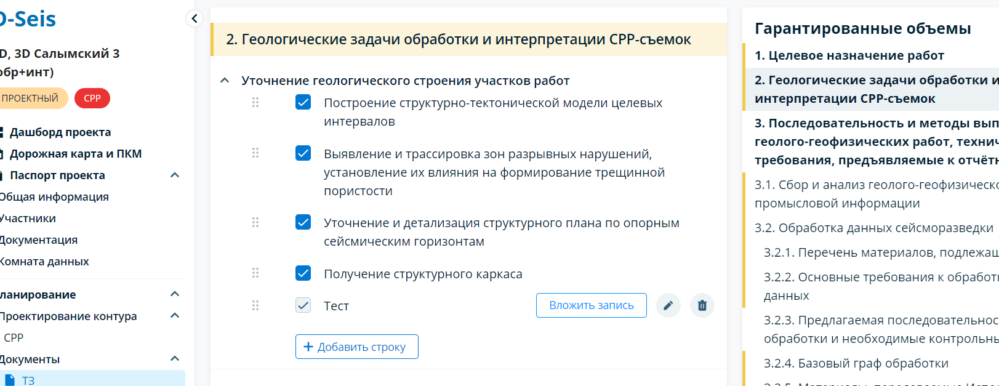 D-Seis
D, 3D Салымский 3
обр+инт)
ПРОЕКТНЫЙ
СРР
Дашборд проекта
Дорожная карта и ПКМ
Паспорт проекта
Общая информация
Участники
Документация
Комната данных
ланирование
Проектирование контура
СРР
Документы
ТЗ
2. Геологические задачи обработки и интерпретации СРР-съемок
Уточнение геологического строения участков работ
Построение структурно-тектонической модели целевых
интервалов
Выявление и трассировка зон разрывных нарушений,
установление их влияния на формирование трещинной
пористости
Уточнение и детализация структурного плана по опорным
сейсмическим горизонтам
Получение структурного каркаса
Тест
Вложить запись
+ Добавить строку
Гарантированные объемы
1. Целевое назначение работ
2. Геологические задачи обработки и
интерпретации СРР-съемок
3. Последовательность и методы вып
геолого-геофизических работ, технич
требования, предъявляемые к отчётн
3.1. Сбор и анализ геолого-геофизическо
промысловой информации
3.2. Обработка данных сейсморазведки
3.2.1. Перечень материалов, подлежащ
3.2.2. Основные требования к обработк
данных
3.2.3. Предлагаемая последовательнос
обработки и необходимые контрольны
3.2.4. Базовый граф обработки